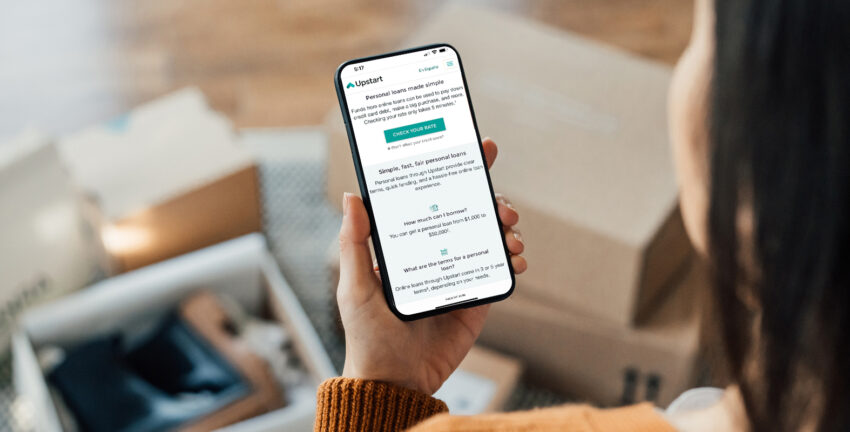 5:17
Upstart
En Español
Personal loans made simple
Funds from online loans can be used to pay down
credit card debt, make a big purchase, and more.
Checking your rate only takes 5 minutes.¹
CHECK YOUR RATE
Won't affect your credit score¹
Simple, fast, fair personal loans
Personal loans through Upstart provide clear
terms, quick funding, and a hassle-free online loan
experience.
How much can I borrow?
You can get a personal loan from $1,000 to
$50,000².
What are the terms for a personal
loan?
Online loans through Upstart come in 3 or 5 year
terms³, depending on your needs.